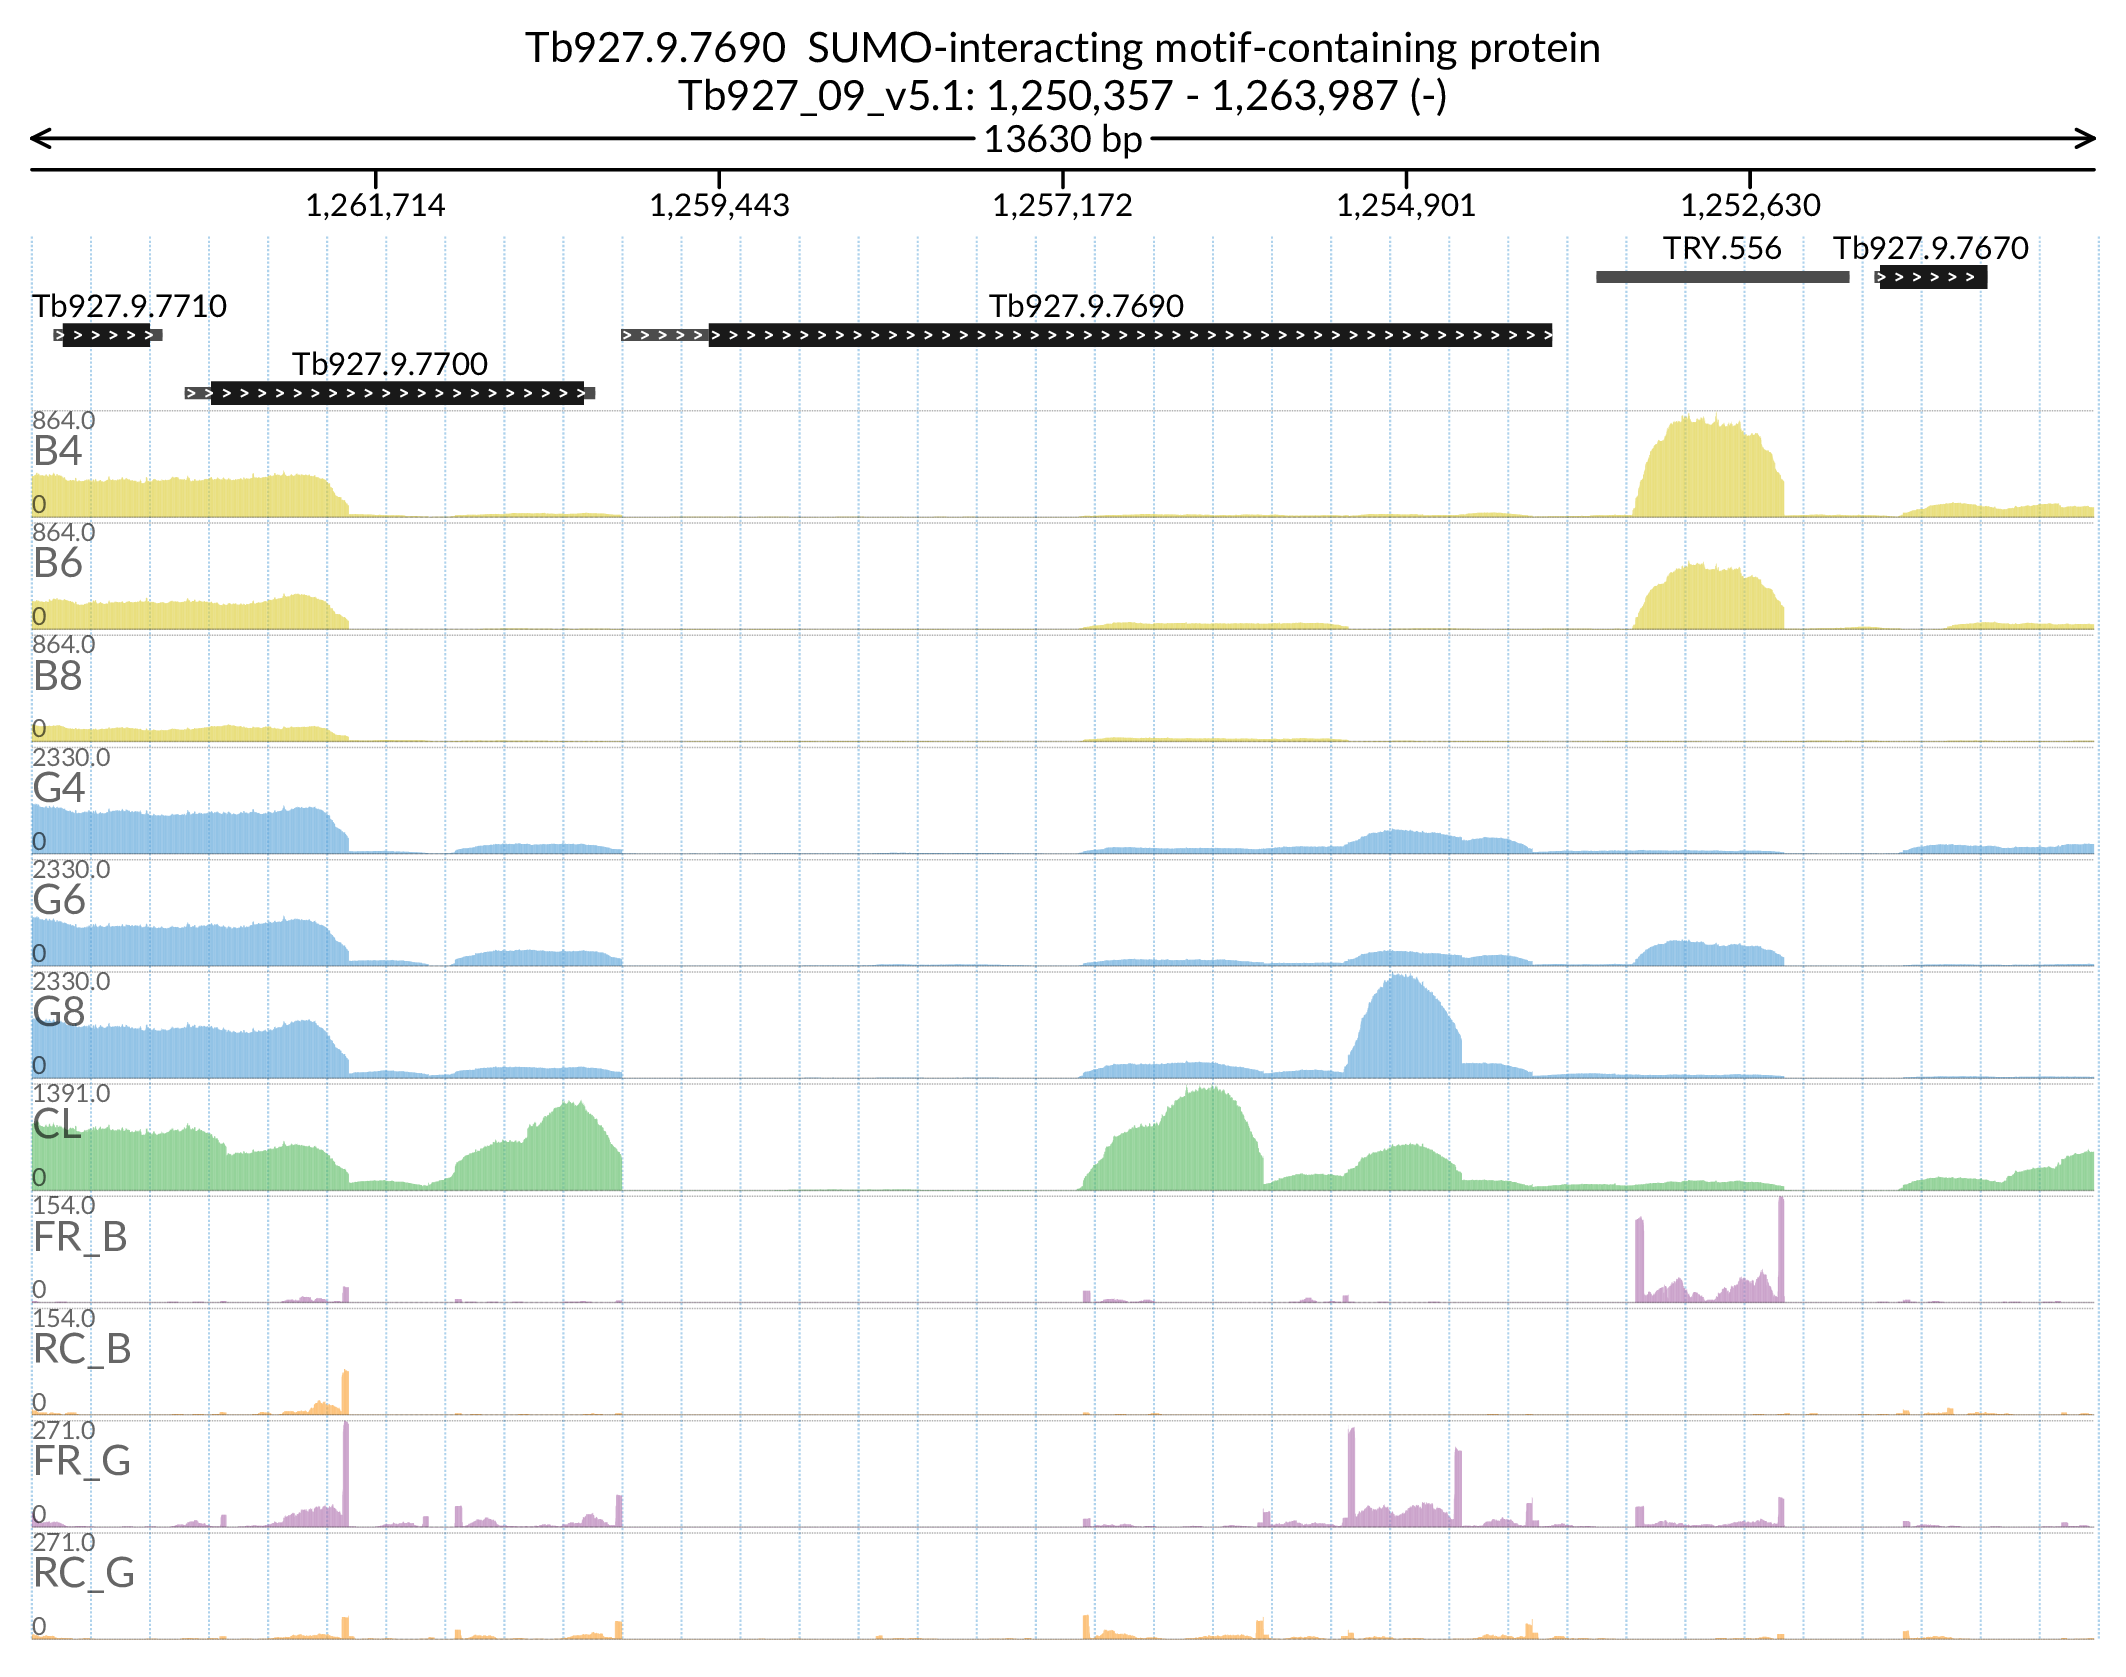 Tb927.9.7690  SUMO-interacting motif-containing protein
Tb927_09_v5.1: 1,250,357 - 1,263,987 (-)
13630 bp
1,261,714 1,259,443 1,257,172 1,254,901 1,252,630
TRY.556 Tb927.9.7670
Tb927.9.7710 Tb927.9.7690
Tb927.9.7700
864.0
B4
0
864.0
B6
0
864.0
B8
0
2330.0
G4
0
2330.0
G6
0
2330.0
G8
0
1391.0
CL
0
154.0
FR_B
0
154.0
RC_B
0
271.0
FR_G
0
271.0
RC_G
0